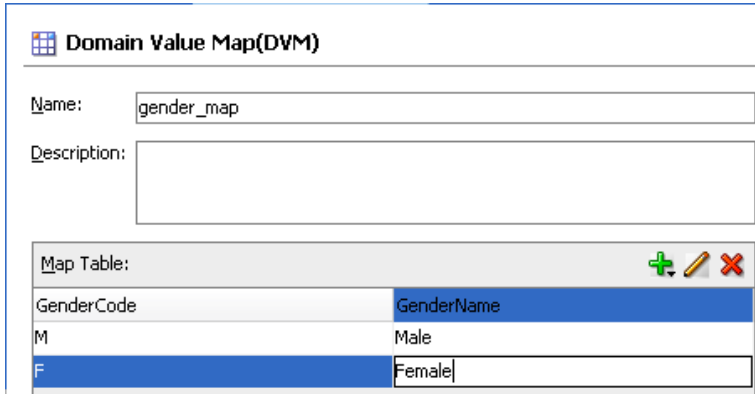 Domain Value Map(DVM)
Name: gender_map
Description:
Map Table:
GenderCode GenderName
M Male
F Female